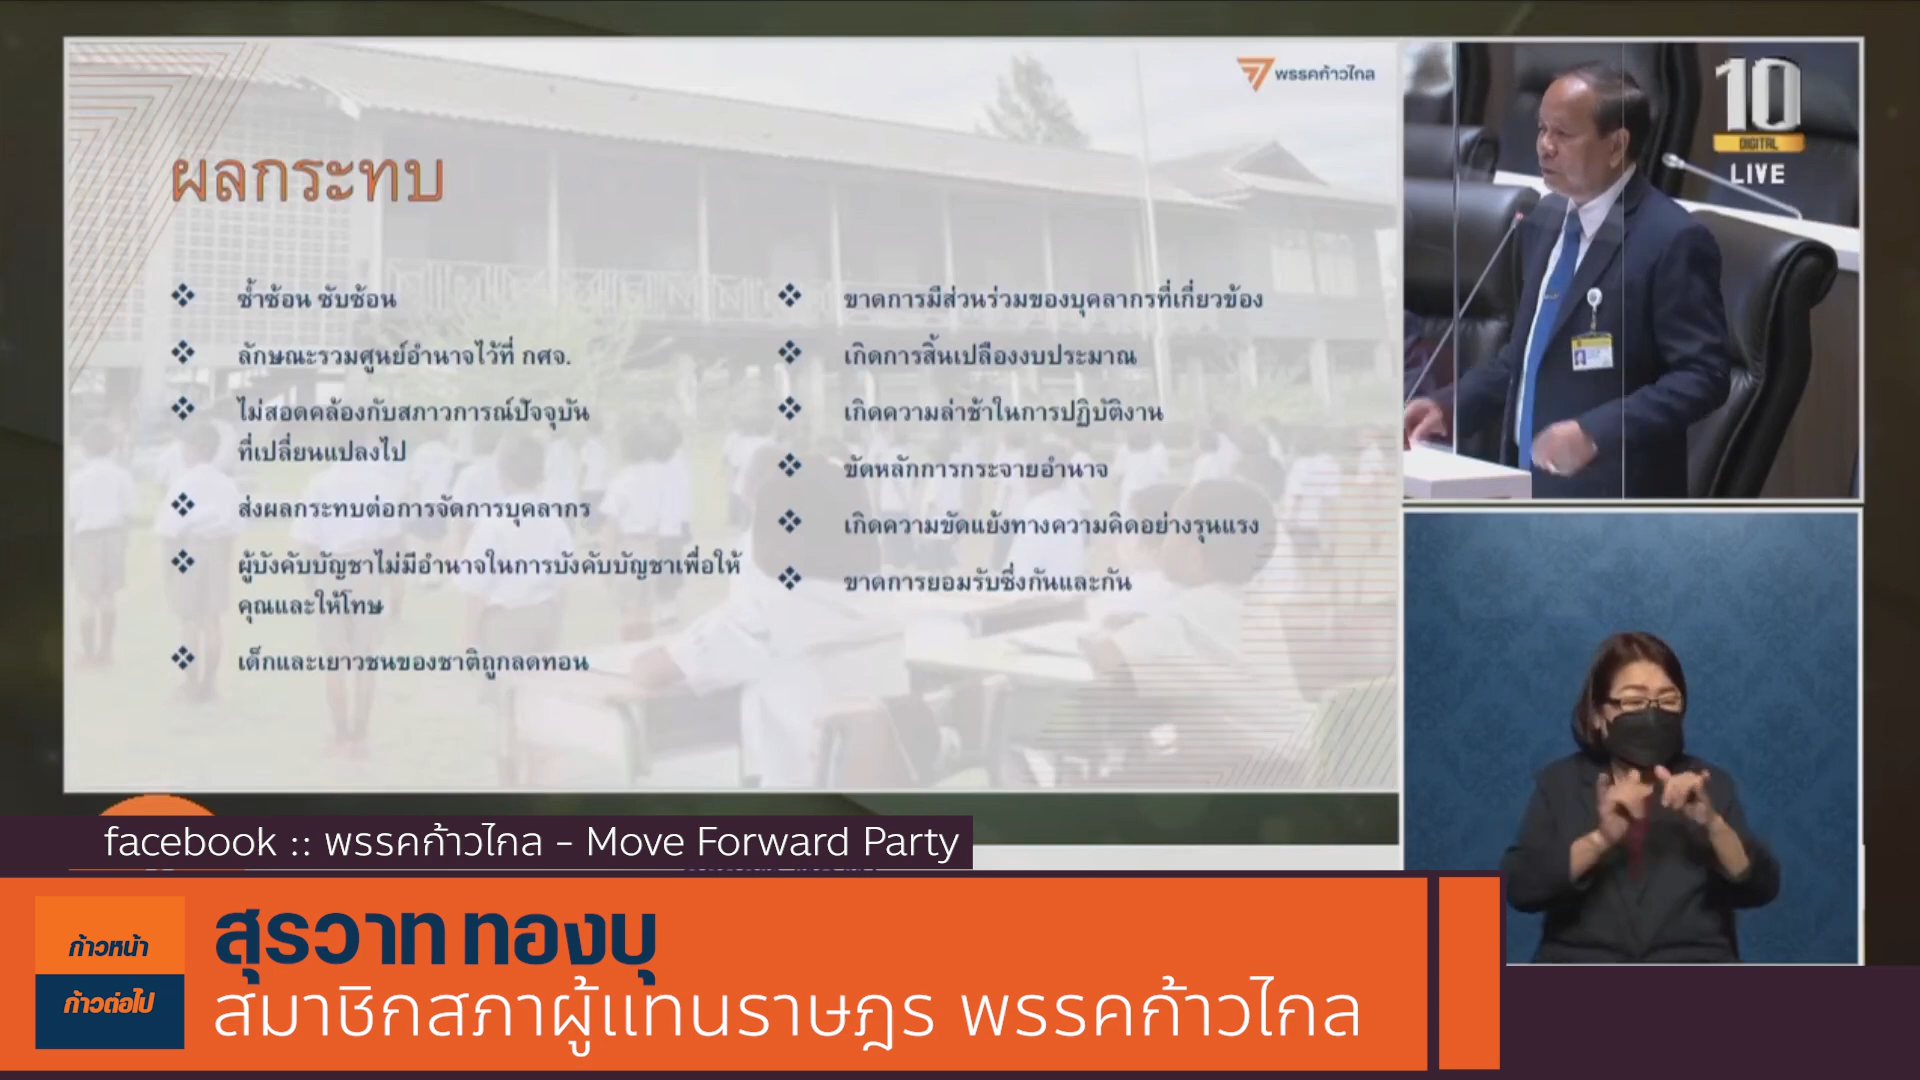 พรรคก้าวไกล
ผลกระทบ
ซ้ำซ้อน ซับซ้อน
ลักษณะรวมศูนย์อำนาจไว้ที่ กศจ.
ไม่สอดคล้องกับสภาวการณ์ปัจจุบัน
ที่เปลี่ยนแปลงไป
ส่งผลกระทบต่อการจัดการบุคลากร
ผู้บังคับบัญชาไม่มีอำนาจในการบังคับบัญชาเพื่อให้
คุณและให้โทษ
เด็กและเยาวชนของชาติถูกลดทอน
ขาดการมีส่วนร่วมของบุคลากรที่เกี่ยวข้อง
เกิดการสิ้นเปลืองงบประมาณ
เกิดความล่าช้าในการปฏิบัติงาน
ขัดหลักการกระจายอำนาจ
เกิดความขัดแย้งทางความคิดอย่างรุนแรง
ขาดการยอมรับซึ่งกันและกัน
10
DIGITAL
LIVE
facebook :: พรรคก้าวไกล - Move Forward Party
ก้าวหน้า
ก้าวต่อไป
สุรวาท ทองบุ
สมาชิกสภาผู้แทนราษฎร พรรคก้าวไกล